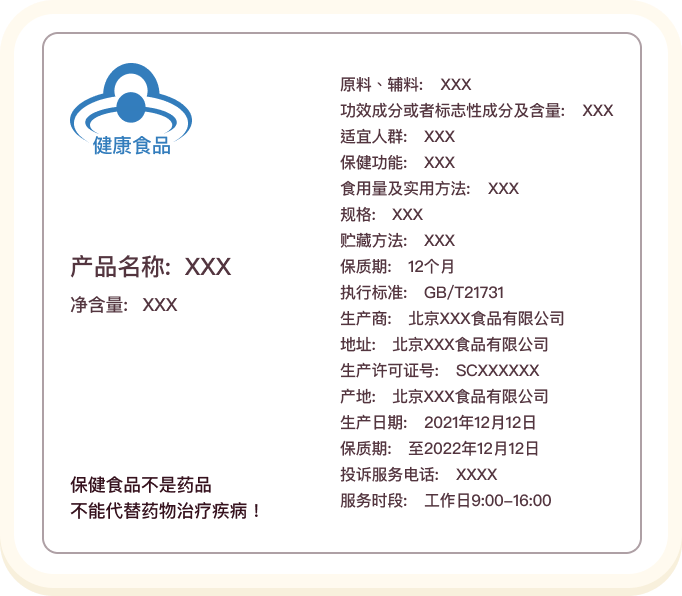 健康食品
产品名称: XXX
净含量: XXX
保健食品不是药品
不能代替药物治疗疾病！
原料、辅料: XXX
功效成分或者标志性成分及含量: XXX
适宜人群: XXX
保健功能: XXX
食用量及实用方法: XXX
规格: XXX
贮藏方法: XXX
保质期: 12个月
执行标准: GB/T21731
生产商: 北京XXX食品有限公司
地址: 北京XXX食品有限公司
生产许可证号: SCXXXXXX
产地: 北京XXX食品有限公司
生产日期: 2021年12月12日
保质期: 至2022年12月12日
投诉服务电话: XXXX
服务时段: 工作日9:00–16:00